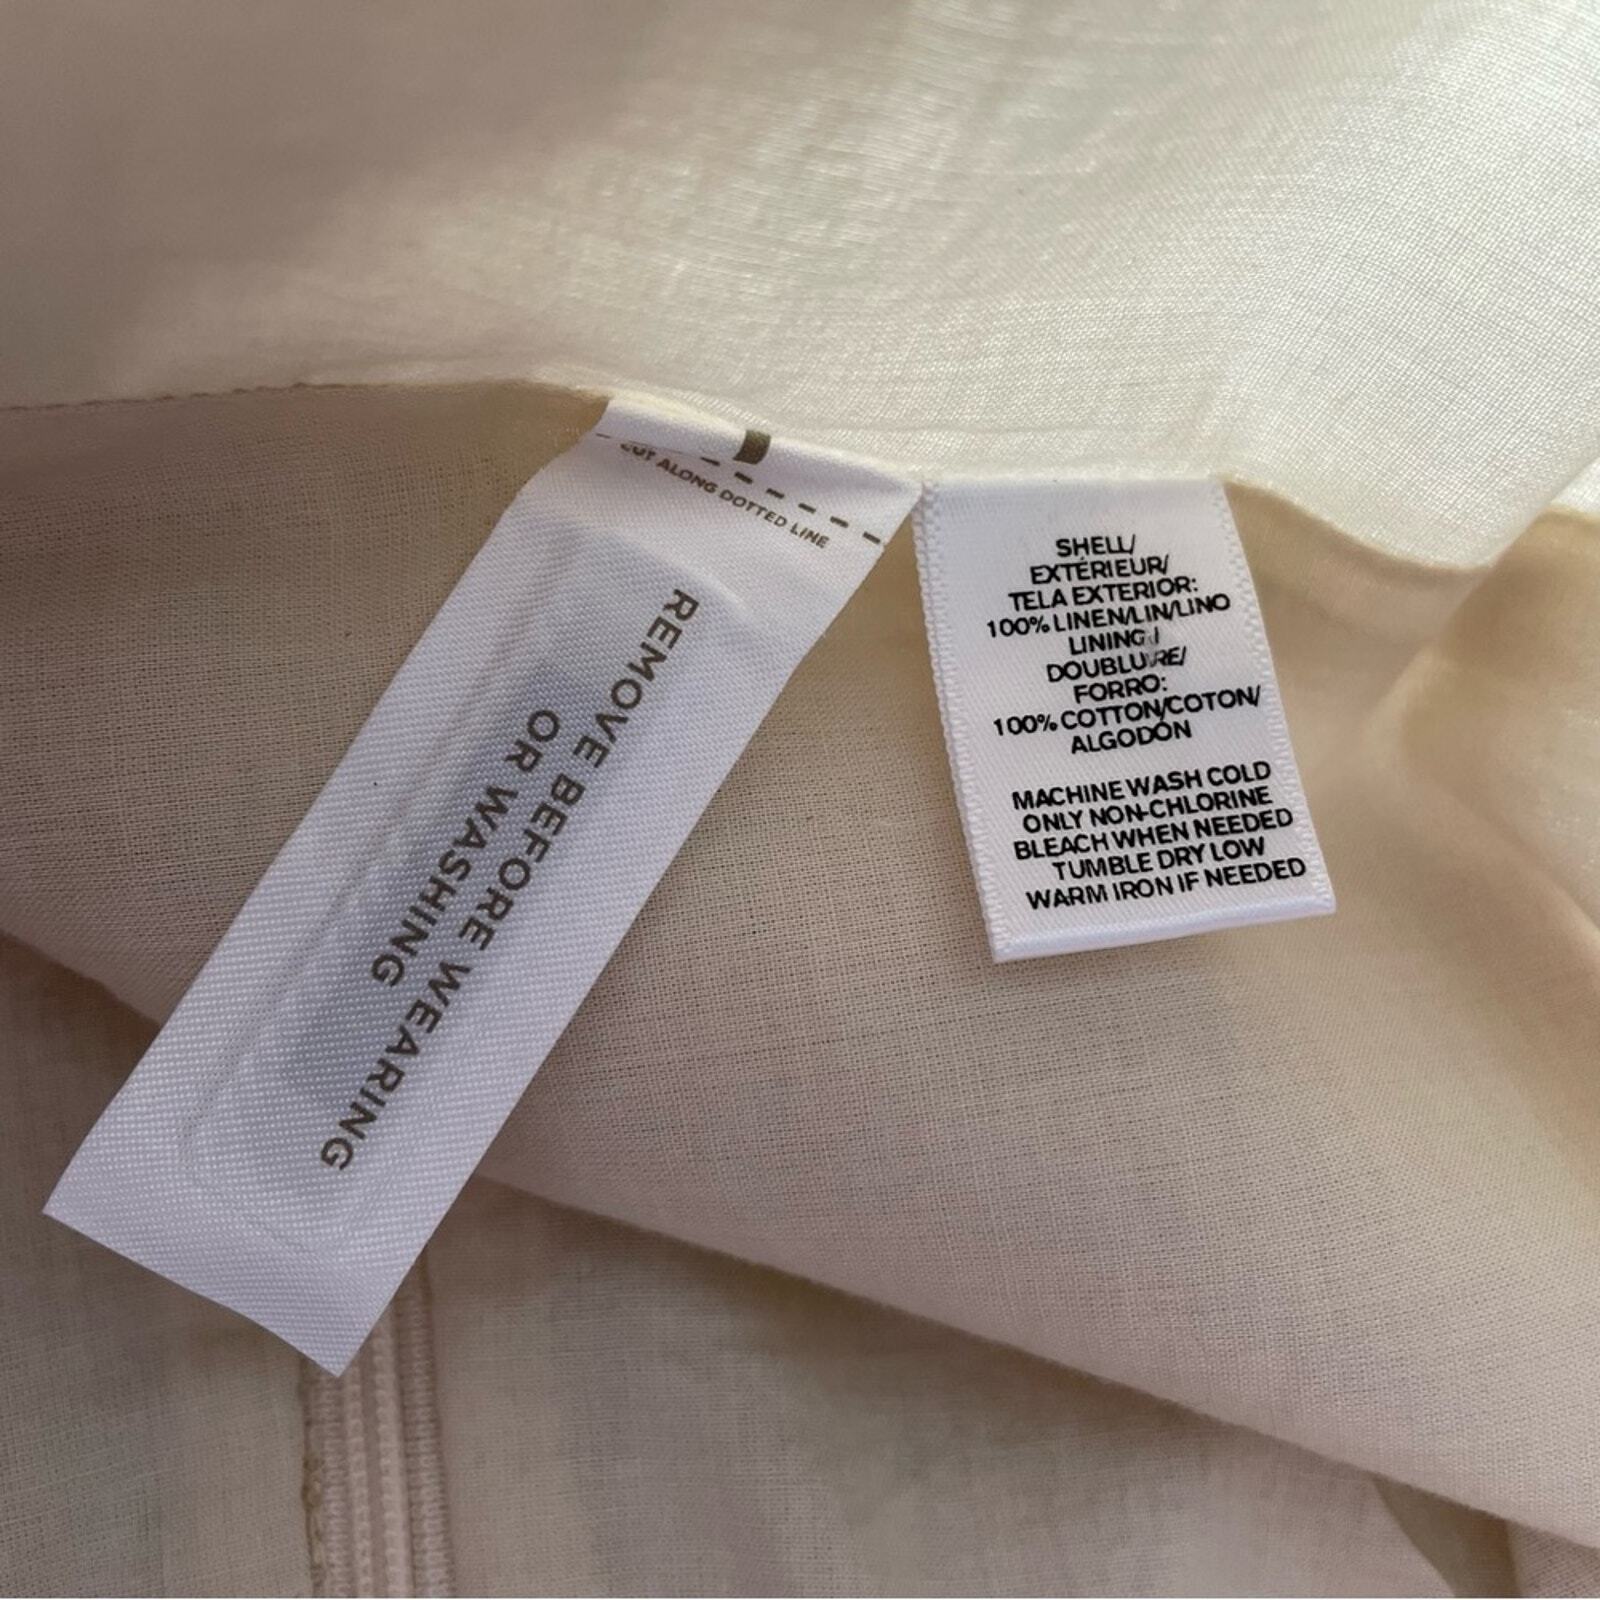 CUT ALONG DOTTED LINE
REMOVE BEFORE WEARING
OR WASHING
SHELL/
EXTÉRIEUR/
TELA EXTERIOR:
100% LINEN/LIN/LINO
LINING /
DOUBLURE/
FORRO:
100% COTTON/COTON/
ALGODÓN
MACHINE WASH COLD
ONLY NON-CHLORINE
BLEACH WHEN NEEDED
TUMBLE DRY LOW
WARM IRON IF NEEDED